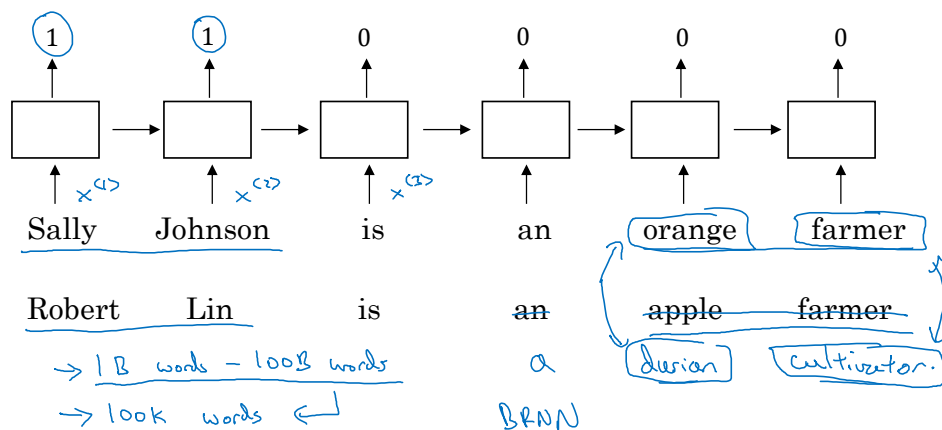 1 1 0 0 0 0
x<1> x<2> x<3>
Sally Johnson is an orange farmer
Robert Lin is an apple farmer
→ 1B words - 100B words a durian cultivator.
→ 100K words ← BRNN